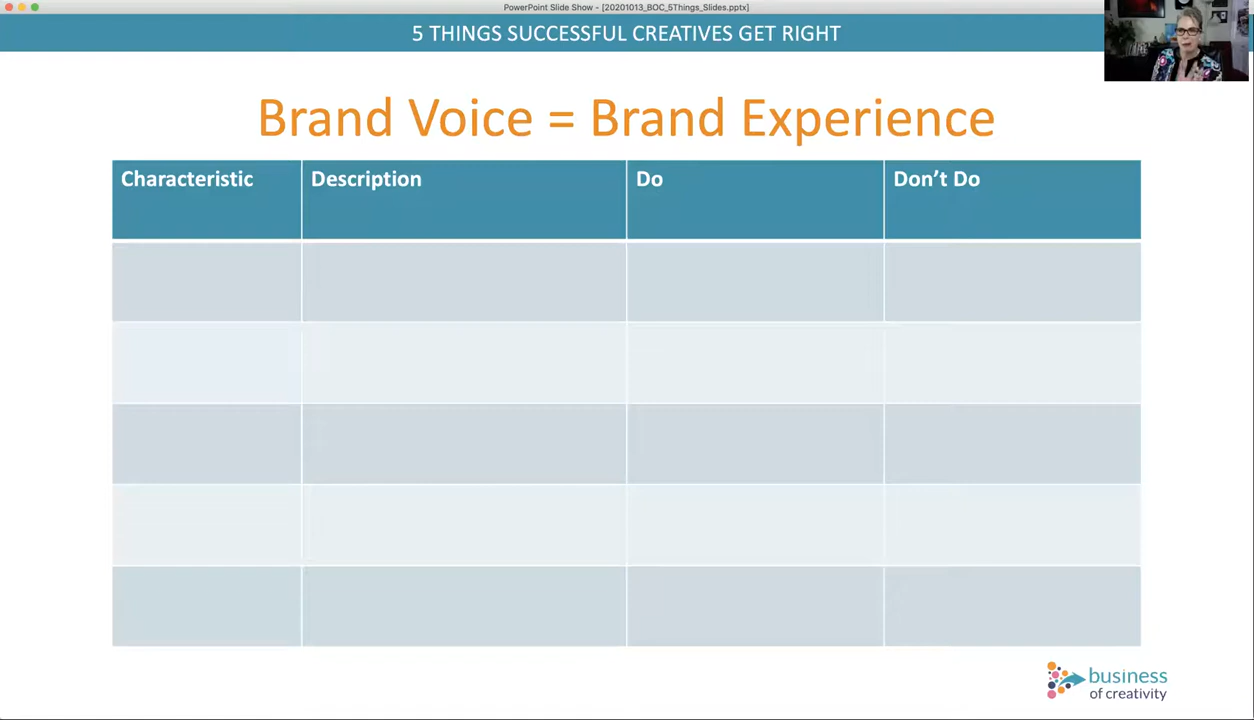 PowerPoint Slide Show - [20201013_BOC_5Things_Slides.pptx]
5 THINGS SUCCESSFUL CREATIVES GET RIGHT
Brand Voice = Brand Experience
Characteristic Description Do Don’t Do
business
of creativity